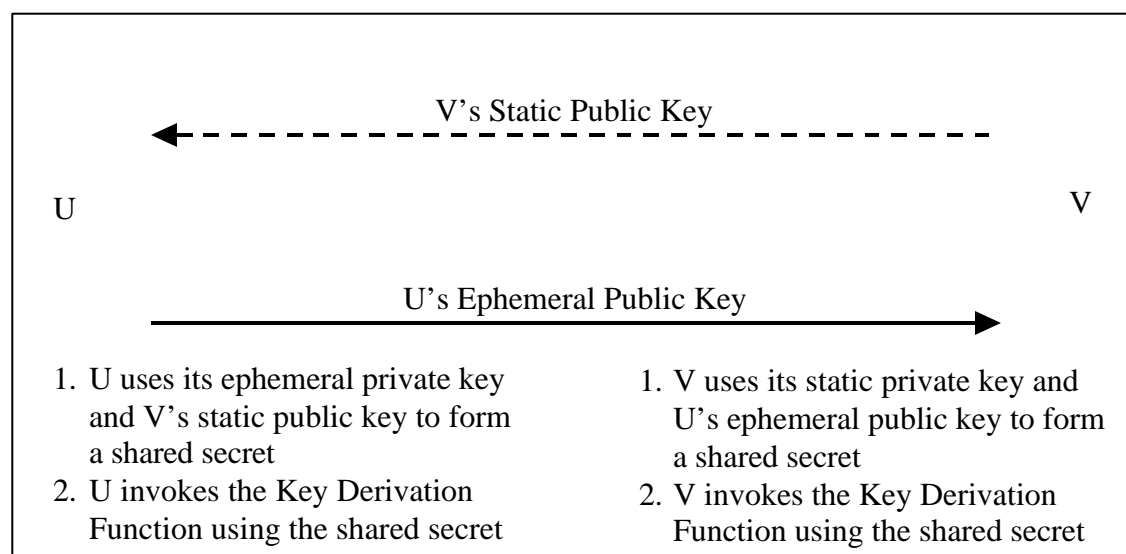 V’s Static Public Key
U
V
U’s Ephemeral Public Key
1. U uses its ephemeral private key
and V’s static public key to form
a shared secret
2. U invokes the Key Derivation
Function using the shared secret
1. V uses its static private key and
U’s ephemeral public key to form
a shared secret
2. V invokes the Key Derivation
Function using the shared secret